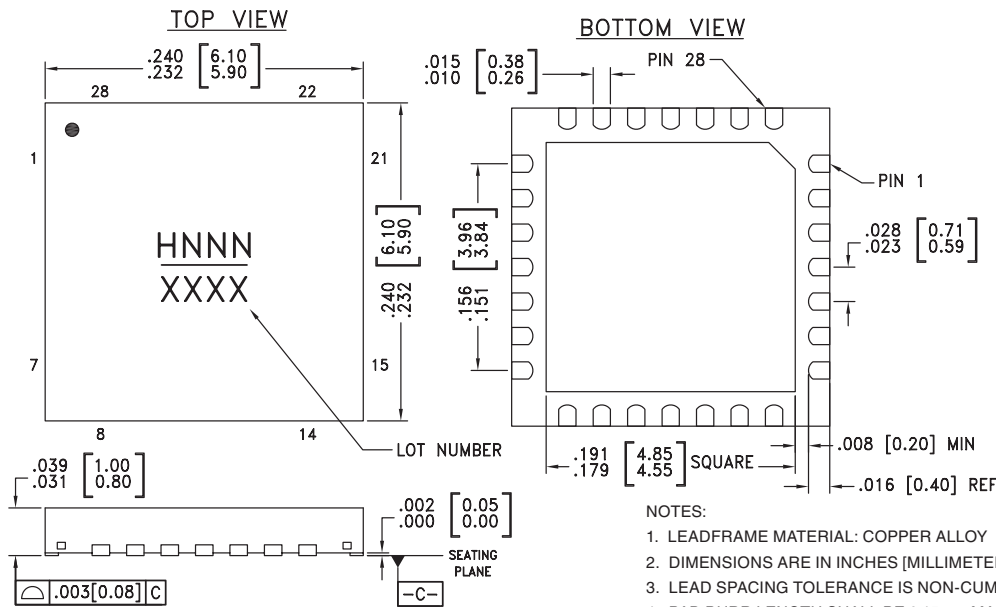 TOP VIEW
.240 [6.10]
.232 [5.90]
28 22
1 21
HNNN
XXXX
7 15
8 14
.240 [6.10]
.232 [5.90]
LOT NUMBER
BOTTOM VIEW
.015 [0.38]
.010 [0.26]
PIN 28
PIN 1
.156 [3.96]
.151 [3.84]
.028 [0.71]
.023 [0.59]
.191 [4.85]
.179 [4.55] SQUARE
.008 [0.20] MIN
.016 [0.40] REF
.039 [1.00]
.031 [0.80]
.002 [0.05]
.000 [0.00]
SEATING
PLANE
.003[0.08] C
-C-
NOTES:
1. LEADFRAME MATERIAL: COPPER ALLOY
2. DIMENSIONS ARE IN INCHES [MILLIMETE
3. LEAD SPACING TOLERANCE IS NON-CUM